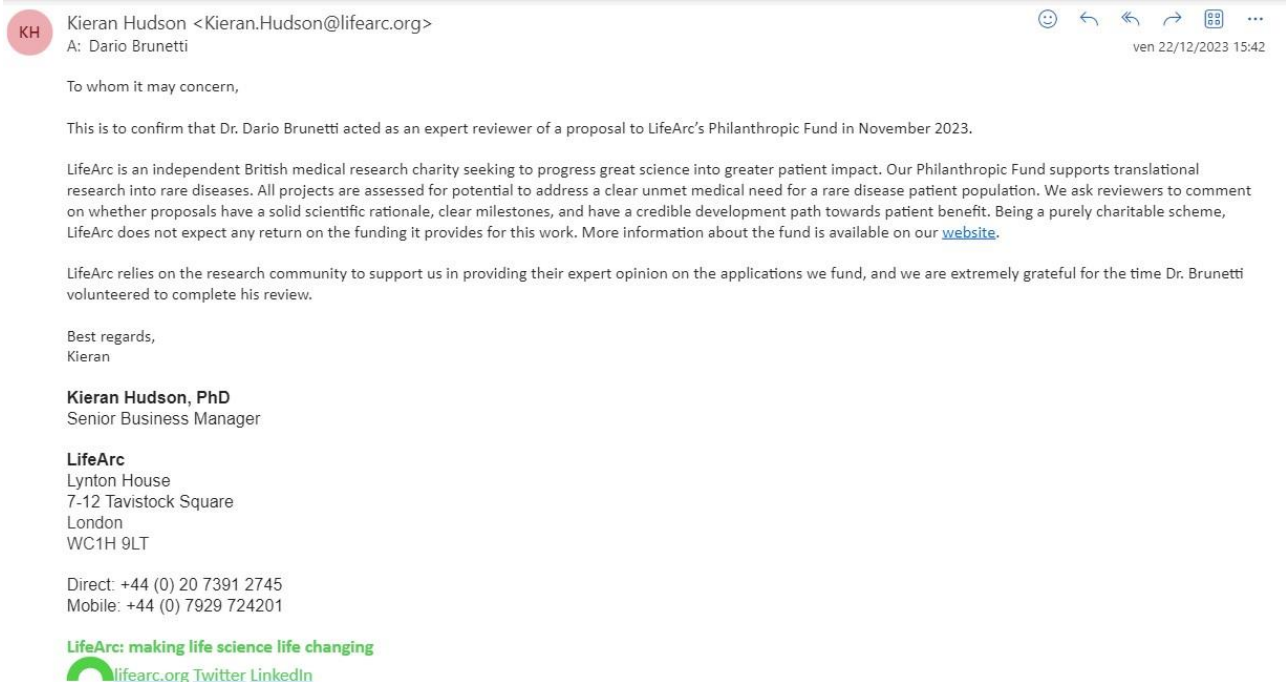 KH
Kieran Hudson <Kieran.Hudson@lifearc.org>
A: Dario Brunetti
ven 22/12/2023 15:42
To whom it may concern,
This is to confirm that Dr. Dario Brunetti acted as an expert reviewer of a proposal to LifeArc's Philanthropic Fund in November 2023.
LifeArc is an independent British medical research charity seeking to progress great science into greater patient impact. Our Philanthropic Fund supports translational
research into rare diseases. All projects are assessed for potential to address a clear unmet medical need for a rare disease patient population. We ask reviewers to comment
on whether proposals have a solid scientific rationale, clear milestones, and have a credible development path towards patient benefit. Being a purely charitable scheme,
LifeArc does not expect any return on the funding it provides for this work. More information about the fund is available on our website.
LifeArc relies on the research community to support us in providing their expert opinion on the applications we fund, and we are extremely grateful for the time Dr. Brunetti
volunteered to complete his review.
Best regards,
Kieran
Kieran Hudson, PhD
Senior Business Manager
LifeArc
Lynton House
7-12 Tavistock Square
London
WC1H 9LT
Direct: +44 (0) 20 7391 2745
Mobile: +44 (0) 7929 724201
LifeArc: making life science life changing
lifearc.org Twitter LinkedIn